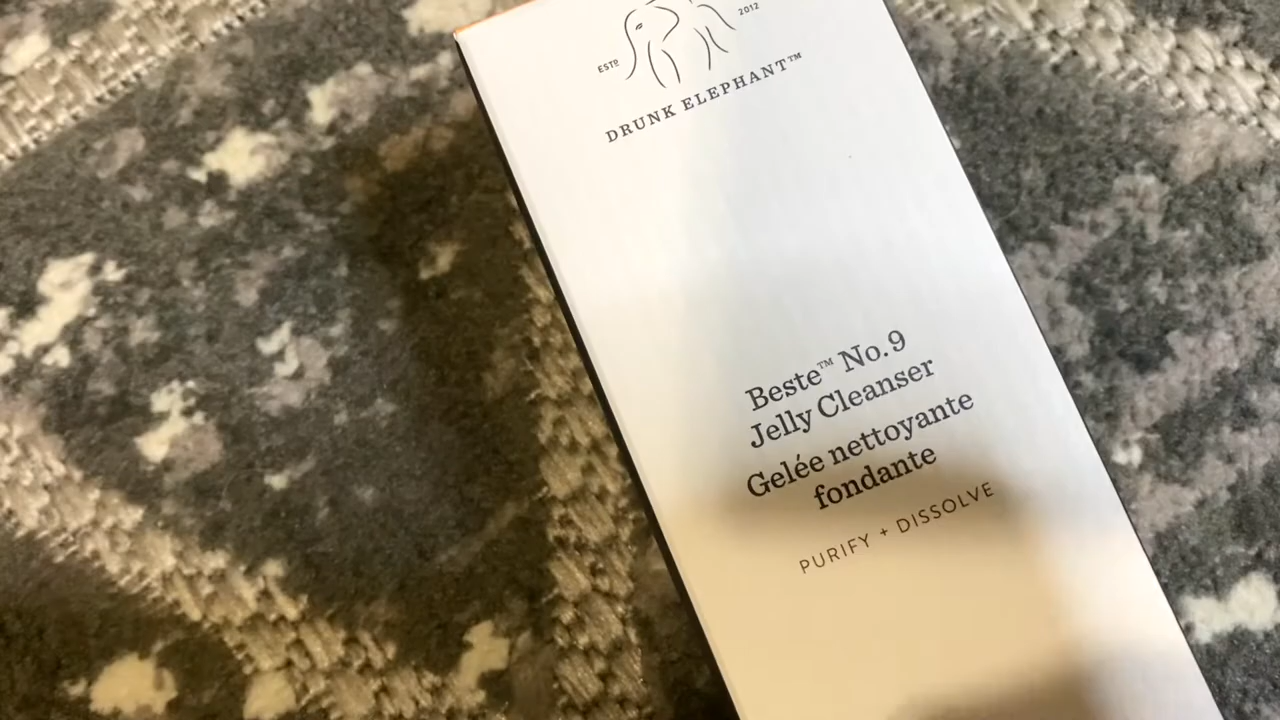 ESTD 2012
DRUNK ELEPHANT™
Beste™ No. 9
Jelly Cleanser
Gelée nettoyante
fondante
PURIFY + DISSOLVE